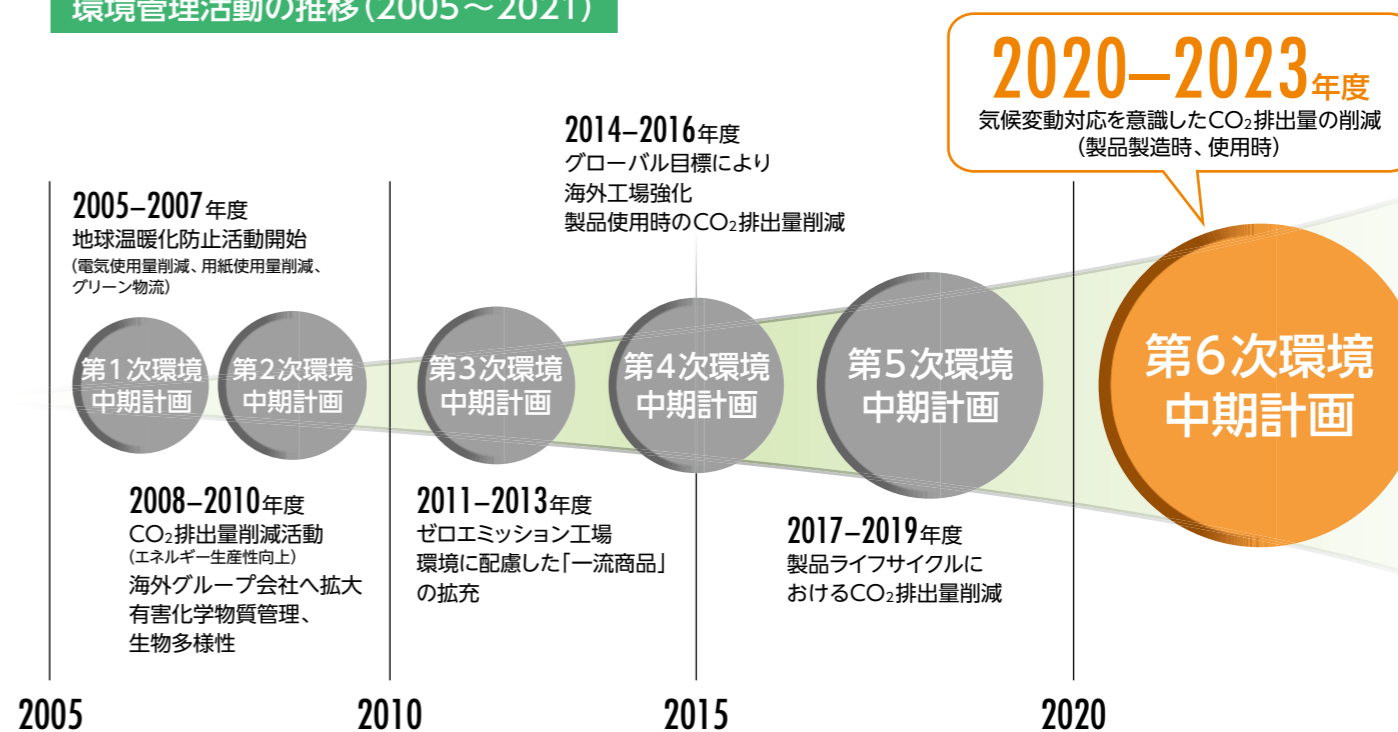 環境管理活動の推移(2005～2021)
2020–2023年度
気候変動対応を意識したCO₂排出量の削減
(製品製造時、使用時)
2014–2016年度
グローバル目標により
海外工場強化
製品使用時のCO₂排出量削減
2005–2007年度
地球温暖化防止活動開始
(電気使用量削減、用紙使用量削減、
グリーン物流)
第1次環境
中期計画
第2次環境
中期計画
第3次環境
中期計画
第4次環境
中期計画
第5次環境
中期計画
第6次環境
中期計画
2008–2010年度
CO₂排出量削減活動
(エネルギー生産性向上)
海外グループ会社へ拡大
有害化学物質管理、
生物多様性
2011–2013年度
ゼロエミッション工場
環境に配慮した「一流商品」
の拡充
2017–2019年度
製品ライフサイクルに
おけるCO₂排出量削減
2005
2010
2015
2020